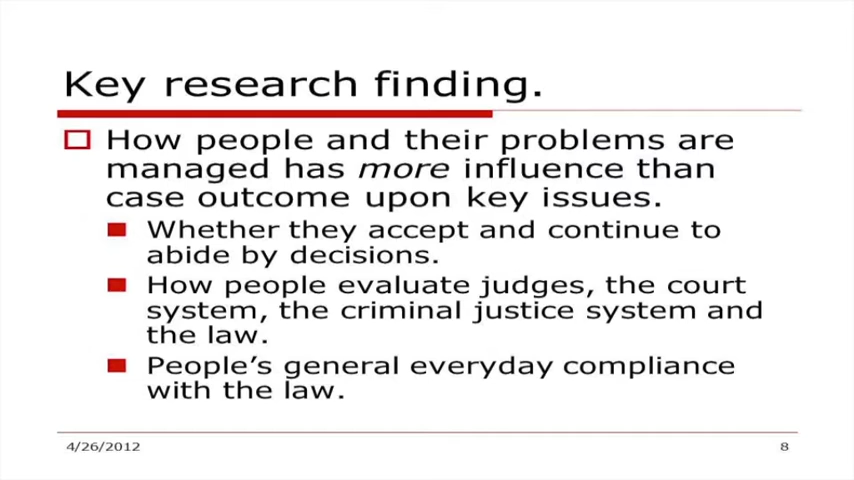 Key research finding.
How people and their problems are
managed has more influence than
case outcome upon key issues.
Whether they accept and continue to
abide by decisions.
How people evaluate judges, the court
system, the criminal justice system and
the law.
People's general everyday compliance
with the law.
4/26/2012
8